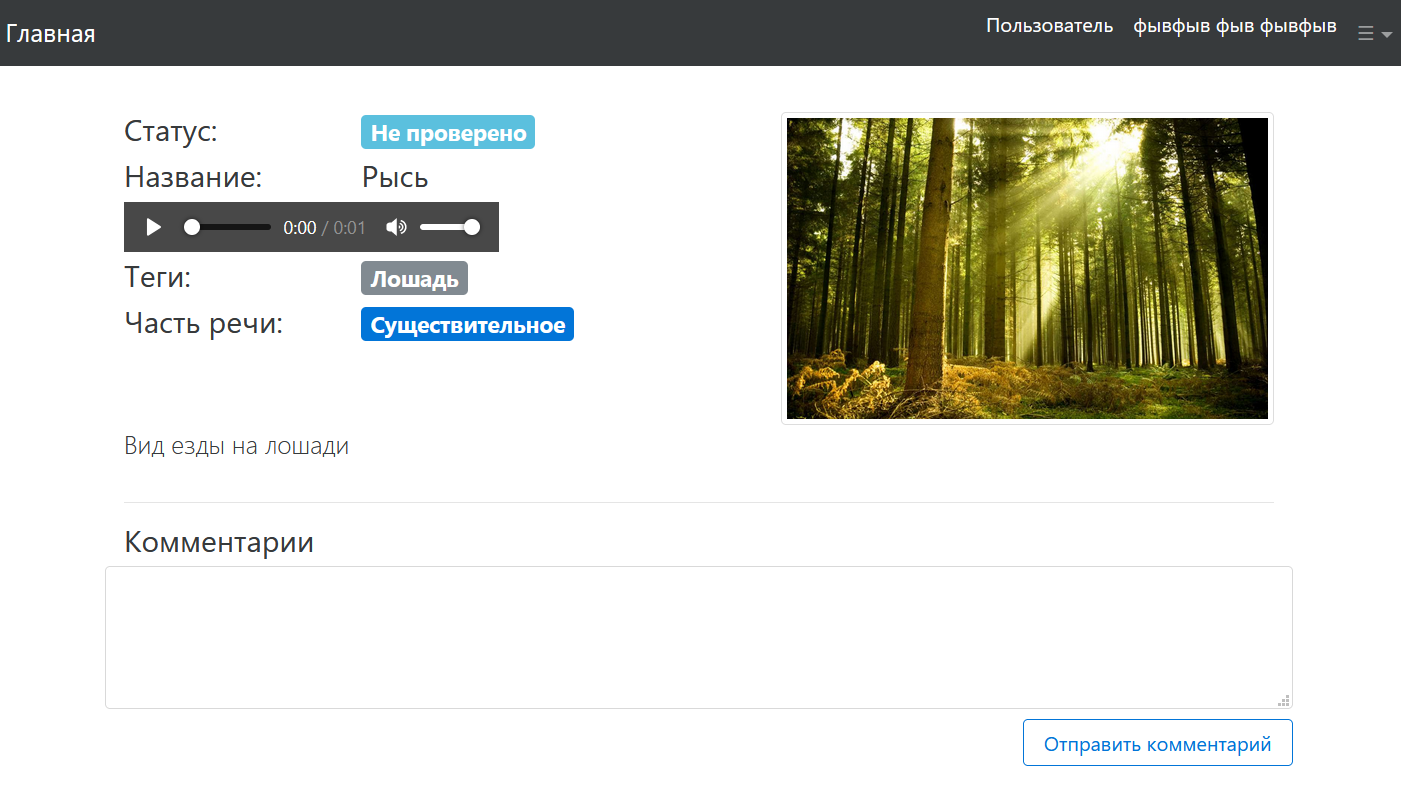 Главная
Пользователь фывфыв фыв фывфыв
Статус: Не проверено
Название: Рысь
0:00 / 0:01
Теги: Лошадь
Часть речи: Существительное
Вид езды на лошади
Комментарии
Отправить комментарий